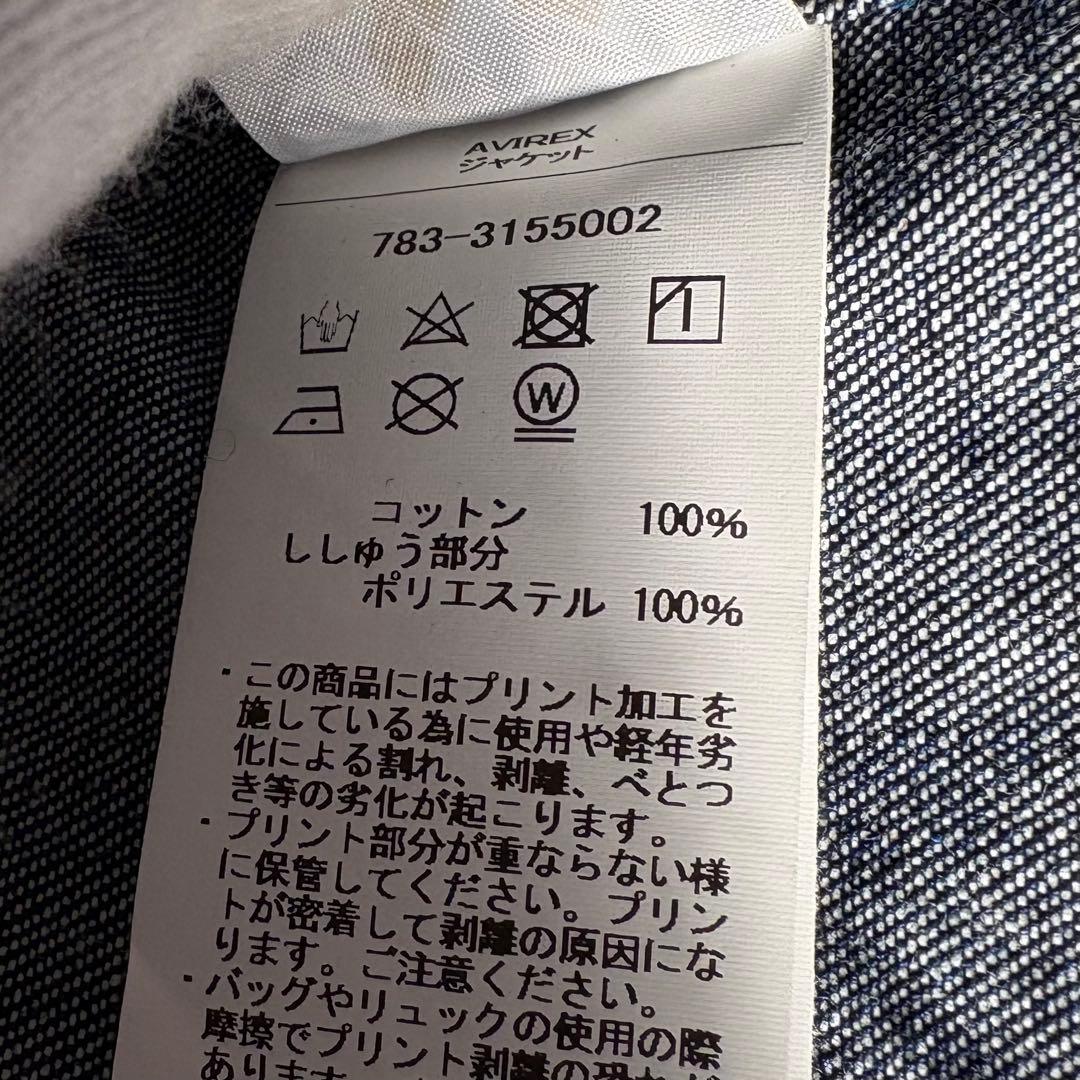 AVIREX
ジャケット
783-3155002
W
コットン 100%
ししゅう部分
ポリエステル 100%
・この商品にはプリント加工を
施している為に使用や経年劣
化による割れ、剥離、べとつ
き等の劣化が起こります。
・プリント部分が重ならない様
に保管してください。プリン
トが密着して剥離の原因にな
ります。ご注意ください。
・バッグやリュックの使用の際
摩擦でプリント剥離の恐れが
あります